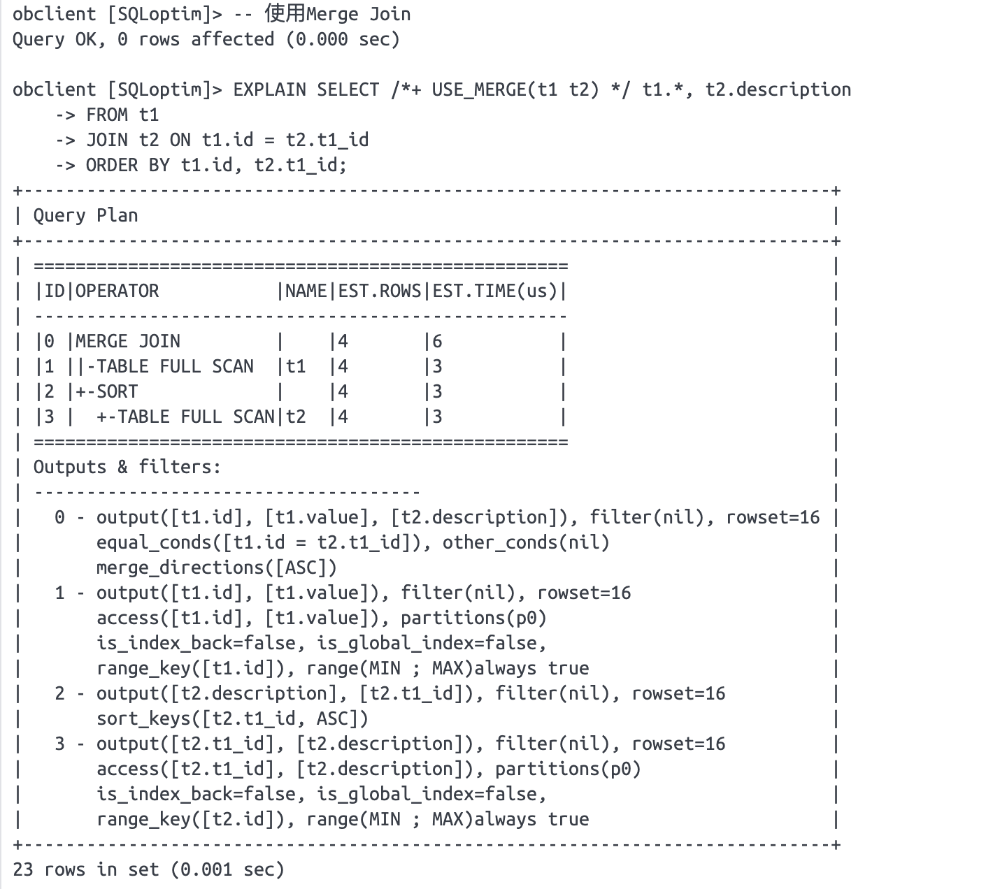 obclient [SQLoptim]> -- 使用Merge Join
Query OK, 0 rows affected (0.000 sec)

obclient [SQLoptim]> EXPLAIN SELECT /*+ USE_MERGE(t1 t2) */ t1.*, t2.description
    -> FROM t1
    -> JOIN t2 ON t1.id = t2.t1_id
    -> ORDER BY t1.id, t2.t1_id;
+-----------------------------------------------------------------------------+
| Query Plan                                                                  |
+-----------------------------------------------------------------------------+
| ===================================================                         |
| |ID|OPERATOR           |NAME|EST.ROWS|EST.TIME(us)|                         |
| ---------------------------------------------------                         |
| |0 |MERGE JOIN         |    |4       |6           |                         |
| |1 ||-TABLE FULL SCAN  |t1  |4       |3           |                         |
| |2 |+-SORT             |    |4       |3           |                         |
| |3 |  +-TABLE FULL SCAN|t2  |4       |3           |                         |
| ===================================================                         |
| Outputs & filters:                                                          |
| -------------------------------------                                       |
|   0 - output([t1.id], [t1.value], [t2.description]), filter(nil), rowset=16 |
|       equal_conds([t1.id = t2.t1_id]), other_conds(nil)                     |
|       merge_directions([ASC])                                               |
|   1 - output([t1.id], [t1.value]), filter(nil), rowset=16                   |
|       access([t1.id], [t1.value]), partitions(p0)                           |
|       is_index_back=false, is_global_index=false,                           |
|       range_key([t1.id]), range(MIN ; MAX)always true                       |
|   2 - output([t2.description], [t2.t1_id]), filter(nil), rowset=16          |
|       sort_keys([t2.t1_id, ASC])                                            |
|   3 - output([t2.t1_id], [t2.description]), filter(nil), rowset=16          |
|       access([t2.t1_id], [t2.description]), partitions(p0)                  |
|       is_index_back=false, is_global_index=false,                           |
|       range_key([t2.id]), range(MIN ; MAX)always true                       |
+-----------------------------------------------------------------------------+
23 rows in set (0.001 sec)